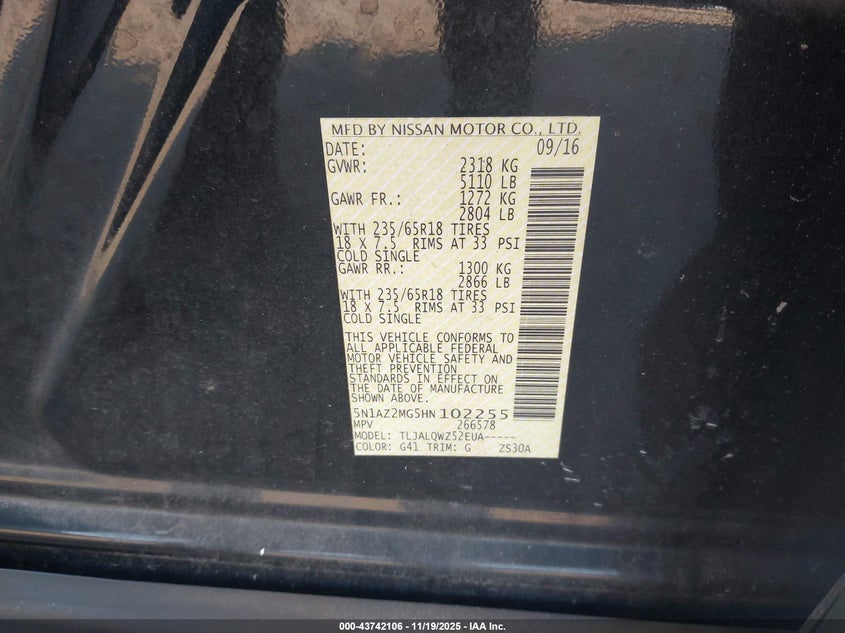 MFD BY NISSAN MOTOR CO., LTD.
DATE: 09/16
GVWR: 2318 KG
5110 LB
GAWR FR.: 1272 KG
2804 LB
WITH 235/65R18 TIRES
18 X 7.5 RIMS AT 33 PSI
COLD SINGLE
GAWR RR.: 1300 KG
2866 LB
WITH 235/65R18 TIRES
18 X 7.5 RIMS AT 33 PSI
COLD SINGLE
THIS VEHICLE CONFORMS TO
ALL APPLICABLE FEDERAL
MOTOR VEHICLE SAFETY AND
THEFT PREVENTION
STANDARDS IN EFFECT ON
THE DATE OF MANUFACTURE
SHOWN ABOVE.
5N1AZ2MG5HN102255
MPV 266578
MODEL: TLJALQWZ52EUA-----
COLOR: G41 TRIM: G ZS30A
000-43742106 - 11/19/2025 - IAA Inc.